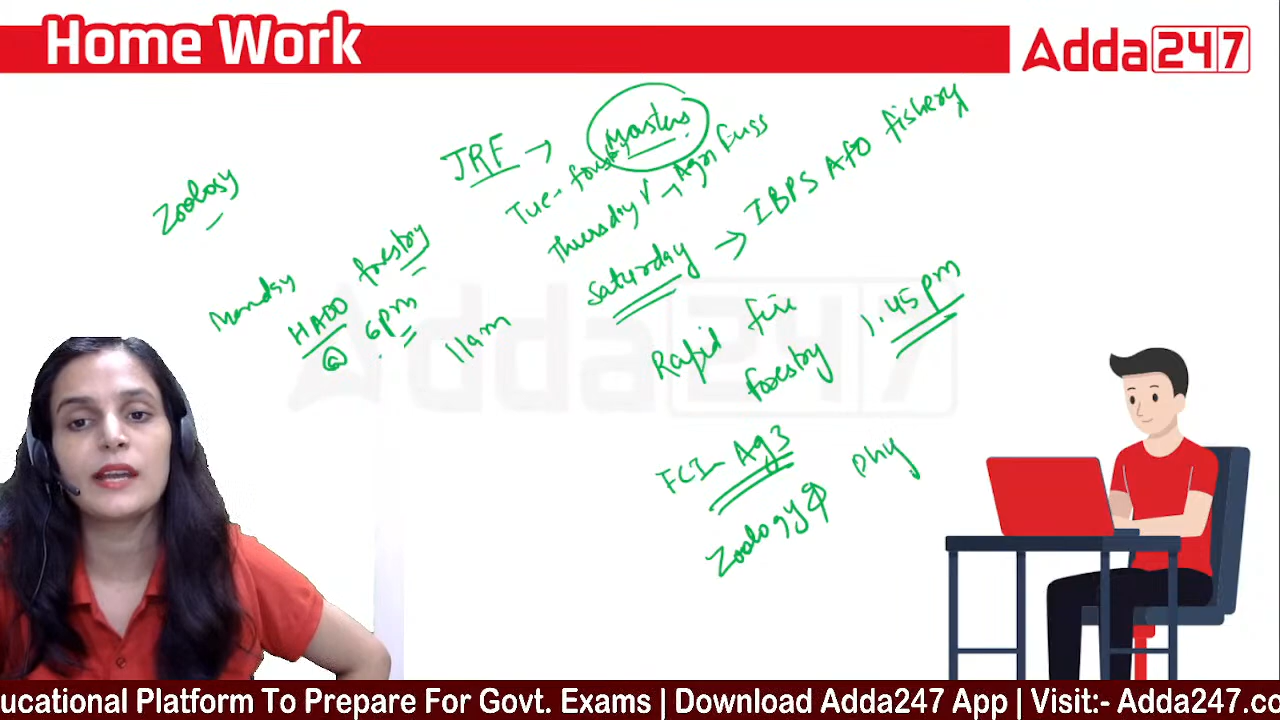 Home Work
Adda247
JRF → Masters
Tue - forestry
Thursday → Agri
Saturday → IBPS AFO fishery
Zoology
Monday
HADO forestry
@ 6pm
11am
Rapid fire
forestry
1.45 pm
FCI - Ag3
Zoology
phy
Adda247
ucational Platform To Prepare For Govt. Exams | Download Adda247 App | Visit:- Adda247.co